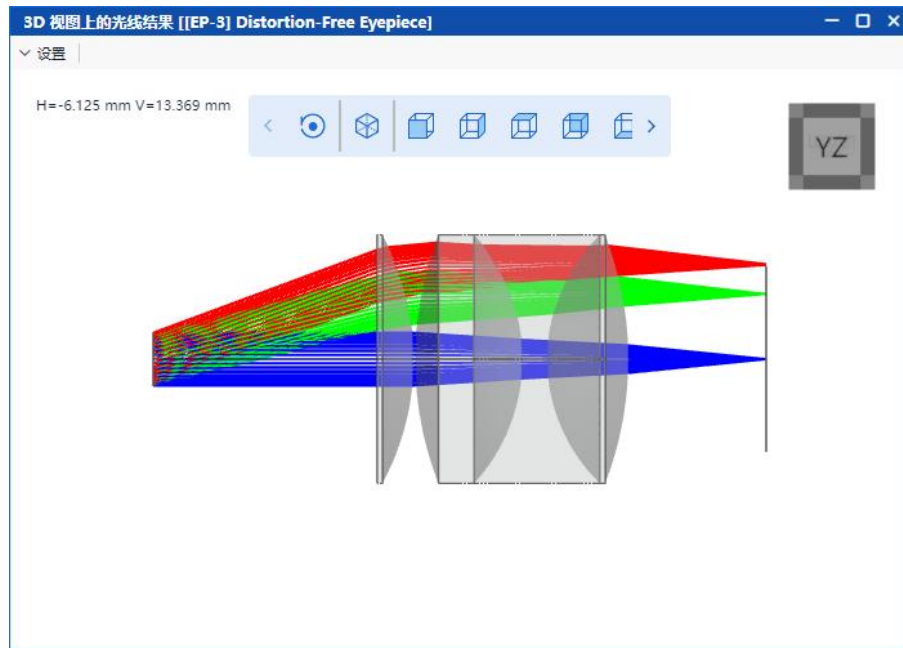 3D 视图上的光线结果 [[EP-3] Distortion-Free Eyepiece]
设置
H=-6.125 mm V=13.369 mm
YZ